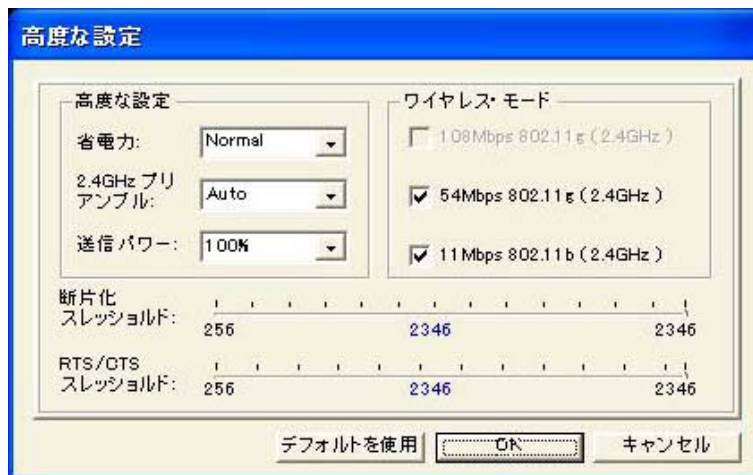 高度な設定
高度な設定
省電力: Normal
2.4GHz プリ
アンブル: Auto
送信パワー: 100%
ワイヤレス・モード
108Mbps 802.11g (2.4GHz)
54Mbps 802.11g (2.4GHz)
11Mbps 802.11b (2.4GHz)
断片化
スレッショルド:
256 2346 2346
RTS/CTS
スレッショルド:
256 2346 2346
デフォルトを使用 OK キャンセル